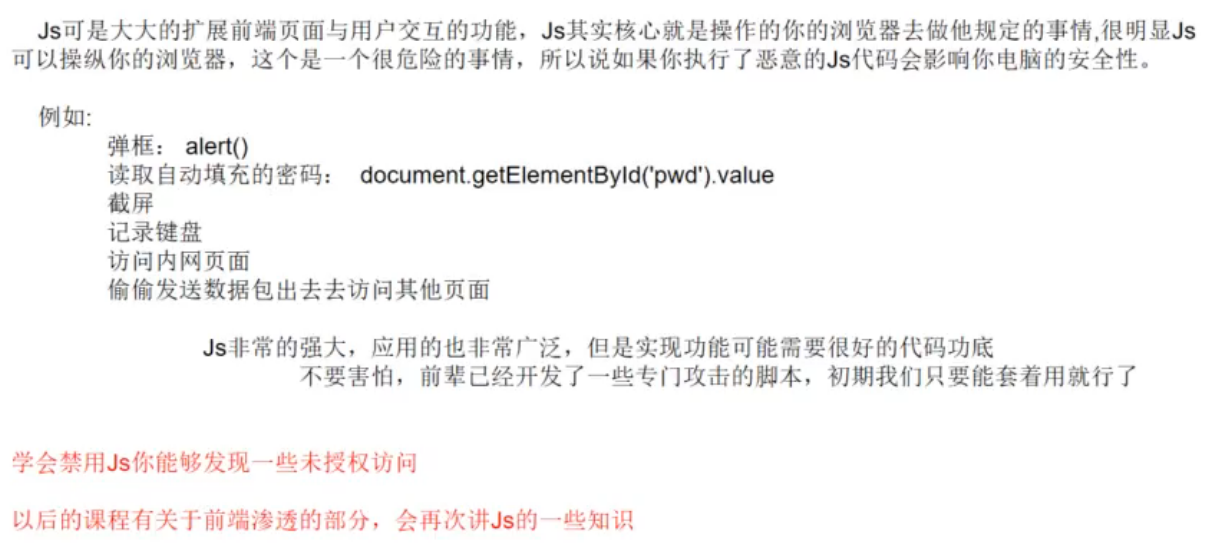 Js可是大大的扩展前端页面与用户交互的功能，Js其实核心就是操作的你的浏览器去做他规定的事情,很明显Js
可以操纵你的浏览器，这个是一个很危险的事情，所以说如果你执行了恶意的Js代码会影响你电脑的安全性。
例如:
弹框： alert()
读取自动填充的密码： document.getElementById('pwd').value
截屏
记录键盘
访问内网页面
偷偷发送数据包出去去访问其他页面
Js非常的强大，应用的也非常广泛，但是实现功能可能需要很好的代码功底
不要害怕，前辈已经开发了一些专门攻击的脚本，初期我们只要能套着用就行了
学会禁用Js你能够发现一些未授权访问
以后的课程有关于前端渗透的部分，会再次讲Js的一些知识